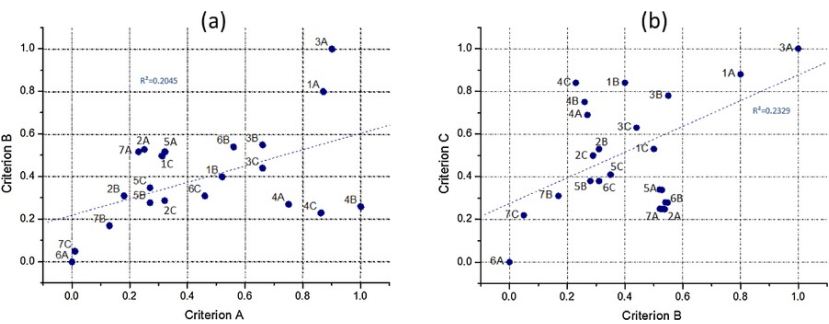 (a)
Criterion B
1.0
0.8
0.6
0.4
0.2
0.0
R²=0.2045
3A
1A
2A
5A
7A
1C
6B
3B
3C
1B
5C
2B
5B
6C
2C
4A
4C
4B
7B
7C
6A
0.0 0.2 0.4 0.6 0.8 1.0
Criterion A
(b)
Criterion C
1.0
0.8
0.6
0.4
0.2
0.0
R²=0.2329
3A
1A
4C
1B
4B
3B
4A
3C
2B
1C
2C
5C
5B
6C
5A
6B
7B
7A
2A
7C
6A
0.0 0.2 0.4 0.6 0.8 1.0
Criterion B